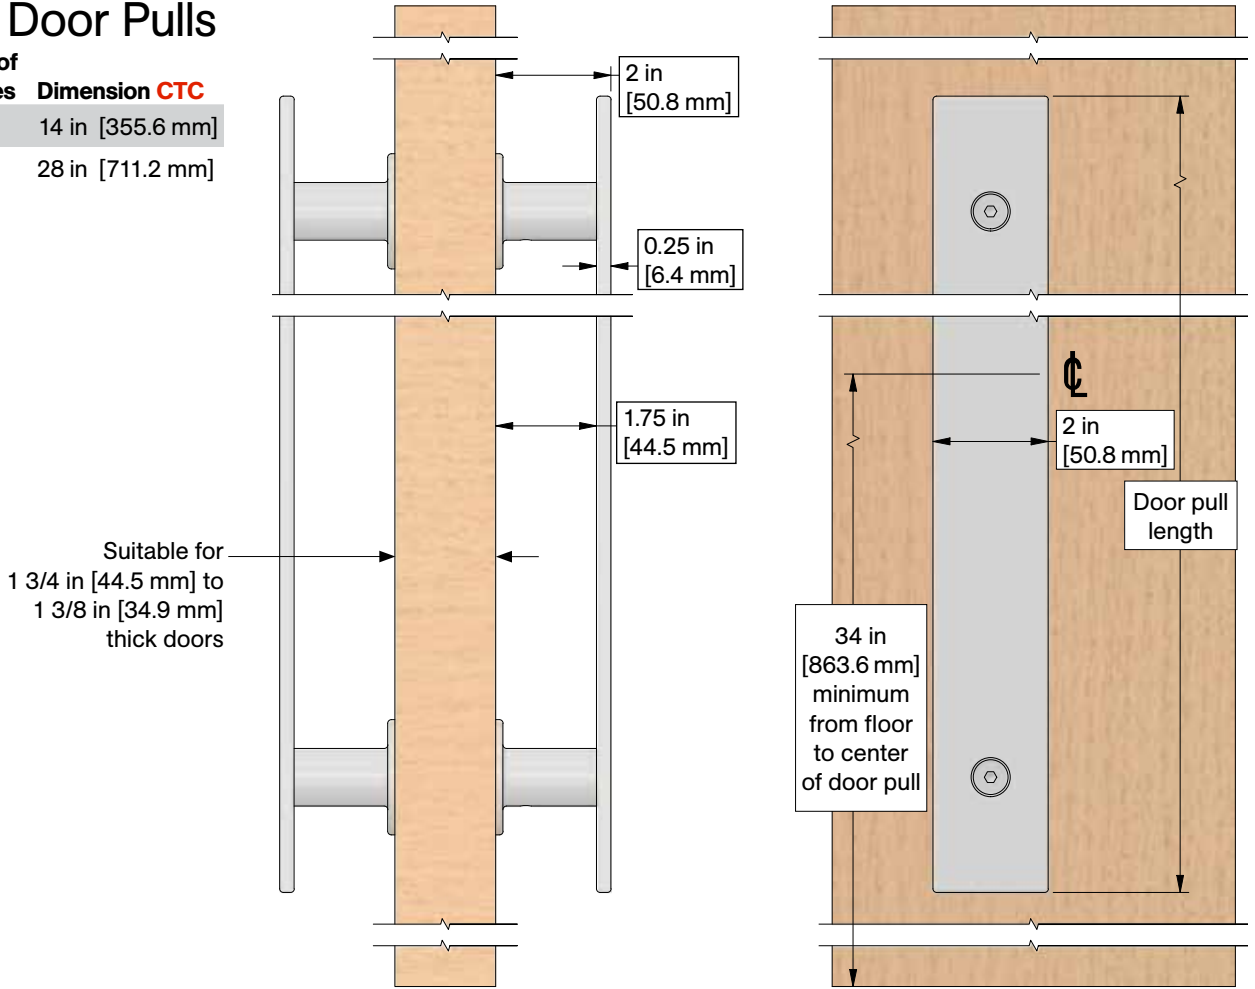 Door Pulls
of
es Dimension CTC
14 in [355.6 mm]
28 in [711.2 mm]
2 in
[50.8 mm]
0.25 in
[6.4 mm]
1.75 in
[44.5 mm]
Suitable for
1 3/4 in [44.5 mm] to
1 3/8 in [34.9 mm]
thick doors
℄
2 in
[50.8 mm]
Door pull
length
34 in
[863.6 mm]
minimum
from floor
to center
of door pull